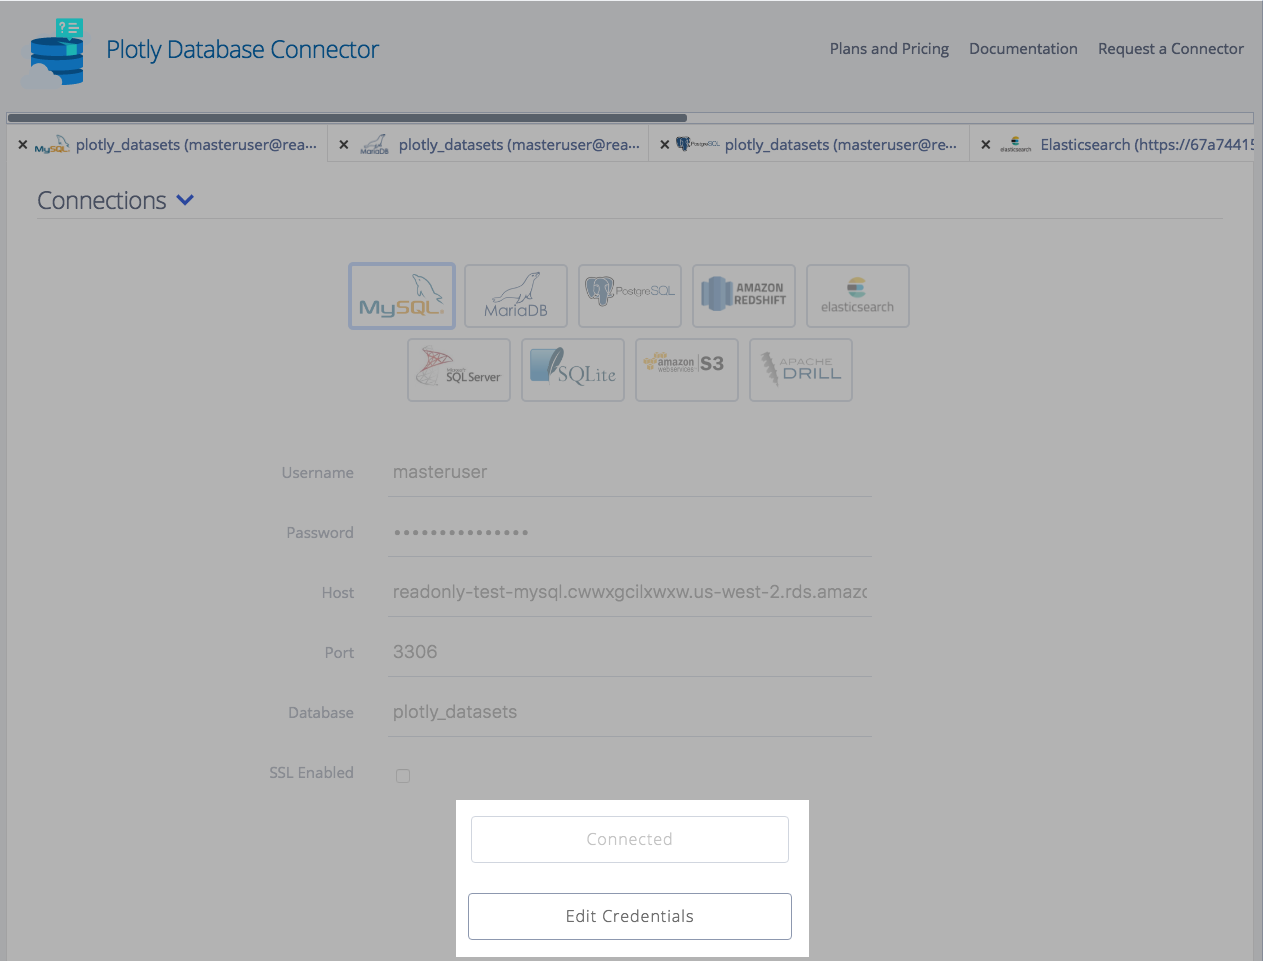 Plotly Database Connector
Plans and Pricing Documentation Request a Connector
× MySQL plotly_datasets (masteruser@rea... × MariaDB plotly_datasets (masteruser@rea... × PostgreSQL plotly_datasets (masteruser@re... × elasticsearch Elasticsearch (https://67a74415
Connections
MySQL MariaDB PostgreSQL AMAZON REDSHIFT elasticsearch
Microsoft SQL Server SQLite amazon webservices S3 APACHE DRILL
Username masteruser
Password •••••••••••••••
Host readonly-test-mysql.cwwxgcilxwxw.us-west-2.rds.amazo
Port 3306
Database plotly_datasets
SSL Enabled
Connected
Edit Credentials